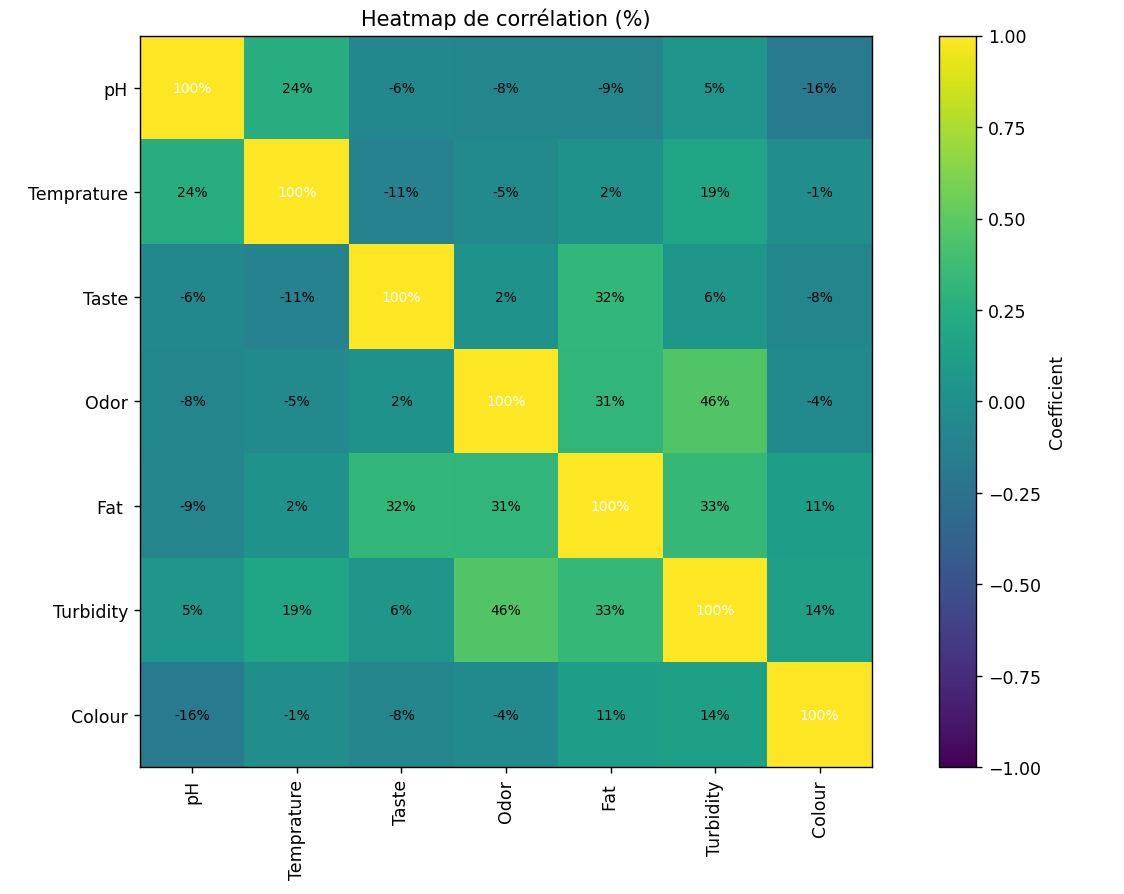 Heatmap de corrélation (%)
pH 100% 24% -6% -8% -9% 5% -16%
Temprature 24% 100% -11% -5% 2% 19% -1%
Taste -6% -11% 100% 2% 32% 6% -8%
Odor -8% -5% 2% 100% 31% 46% -4%
Fat -9% 2% 32% 31% 100% 33% 11%
Turbidity 5% 19% 6% 46% 33% 100% 14%
Colour -16% -1% -8% -4% 11% 14% 100%
pH Temprature Taste Odor Fat Turbidity Colour
1.00
0.75
0.50
0.25
0.00
−0.25
−0.50
−0.75
−1.00
Coefficient